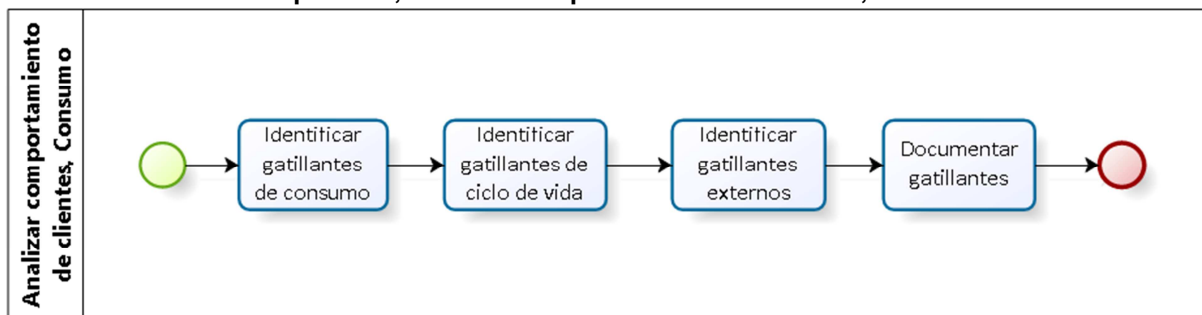 Analizar comportamiento
de clientes, Consumo
Identificar
gatillantes
de consumo
Identificar
gatillantes de
ciclo de vida
Identificar
gatillantes
externos
Documentar
gatillantes